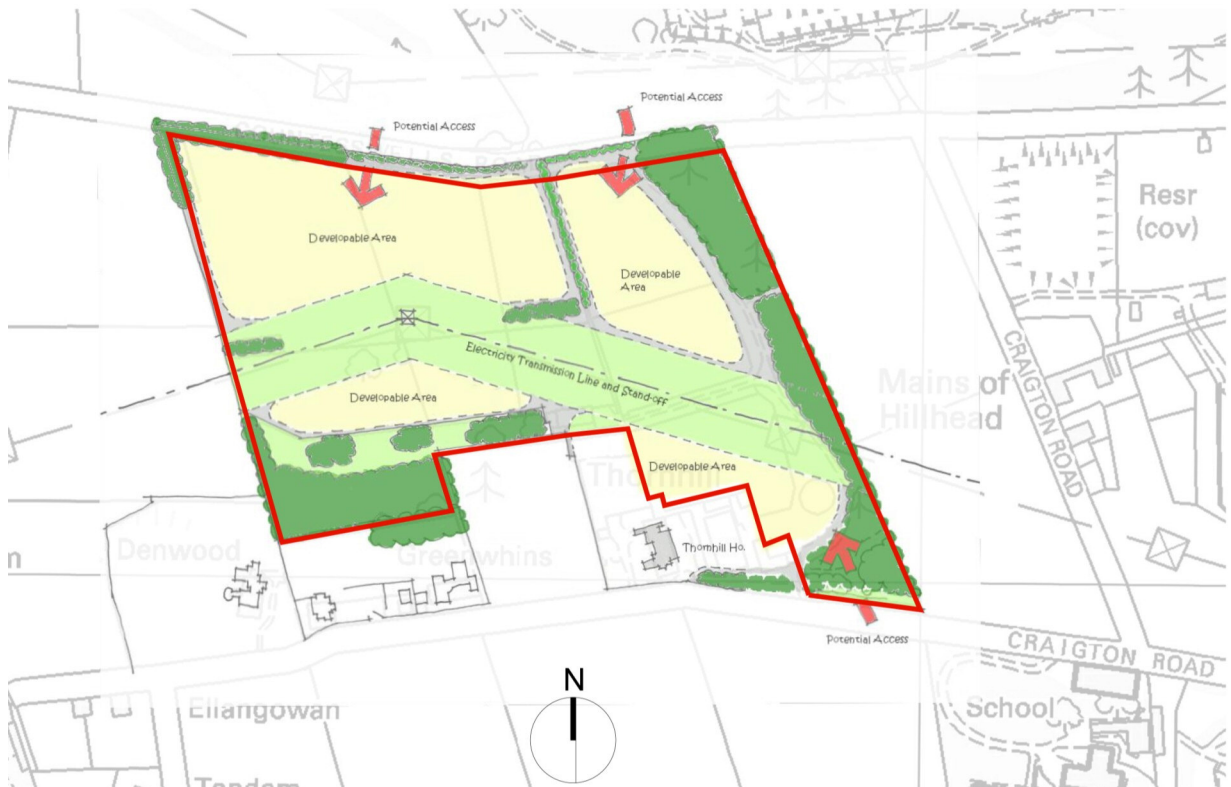 Potential Access
Potential Access
Resr
(cov)
Developable Area
Developable
Area
CRAIGTON ROAD
Electricity Transmission Line and Stand-off
Mains of
Hillhead
Developable Area
Developable Area
Thornhill
Denwood
Greenwhins
Thornhill Ho.
Potential Access
CRAIGTON ROAD
N
Ellangowan
School